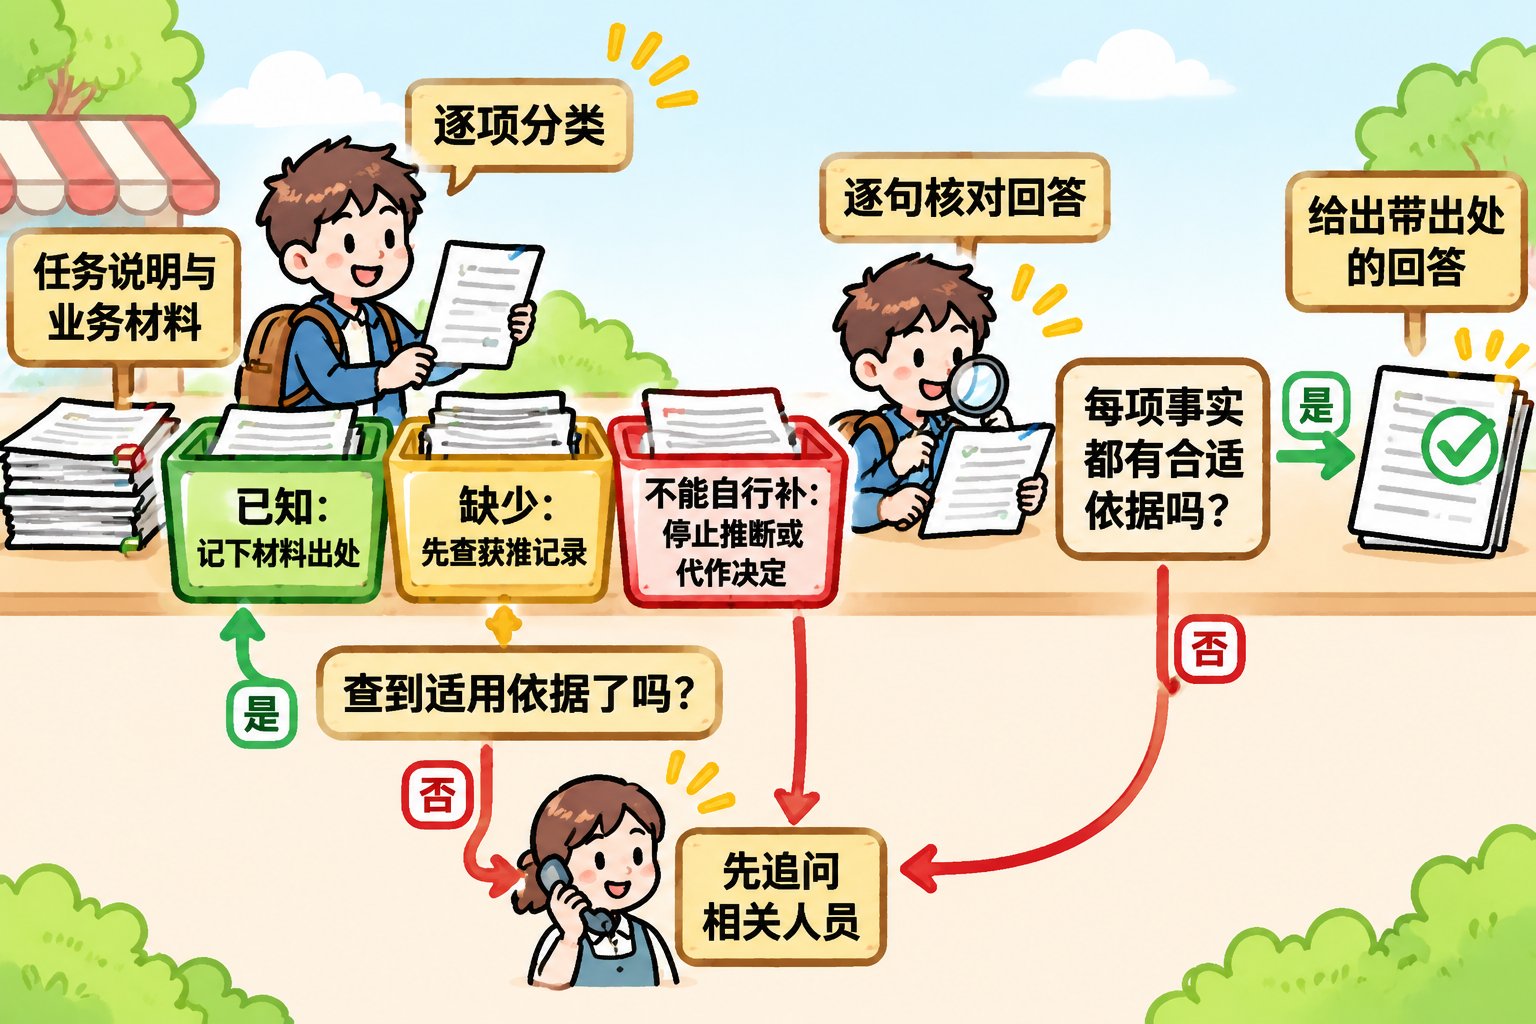 逐项分类
任务说明与
业务材料
已知：
记下材料出处
缺少：
先查获准记录
不能自行补：
停止推断或
代作决定
逐句核对回答
每项事实
都有合适
依据吗？
是
给出带出处
的回答
否
查到适用依据了吗？
是
否
先追问
相关人员